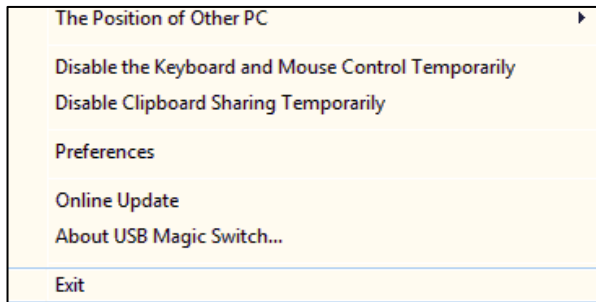 The Position of Other PC
Disable the Keyboard and Mouse Control Temporarily
Disable Clipboard Sharing Temporarily
Preferences
Online Update
About USB Magic Switch...
Exit